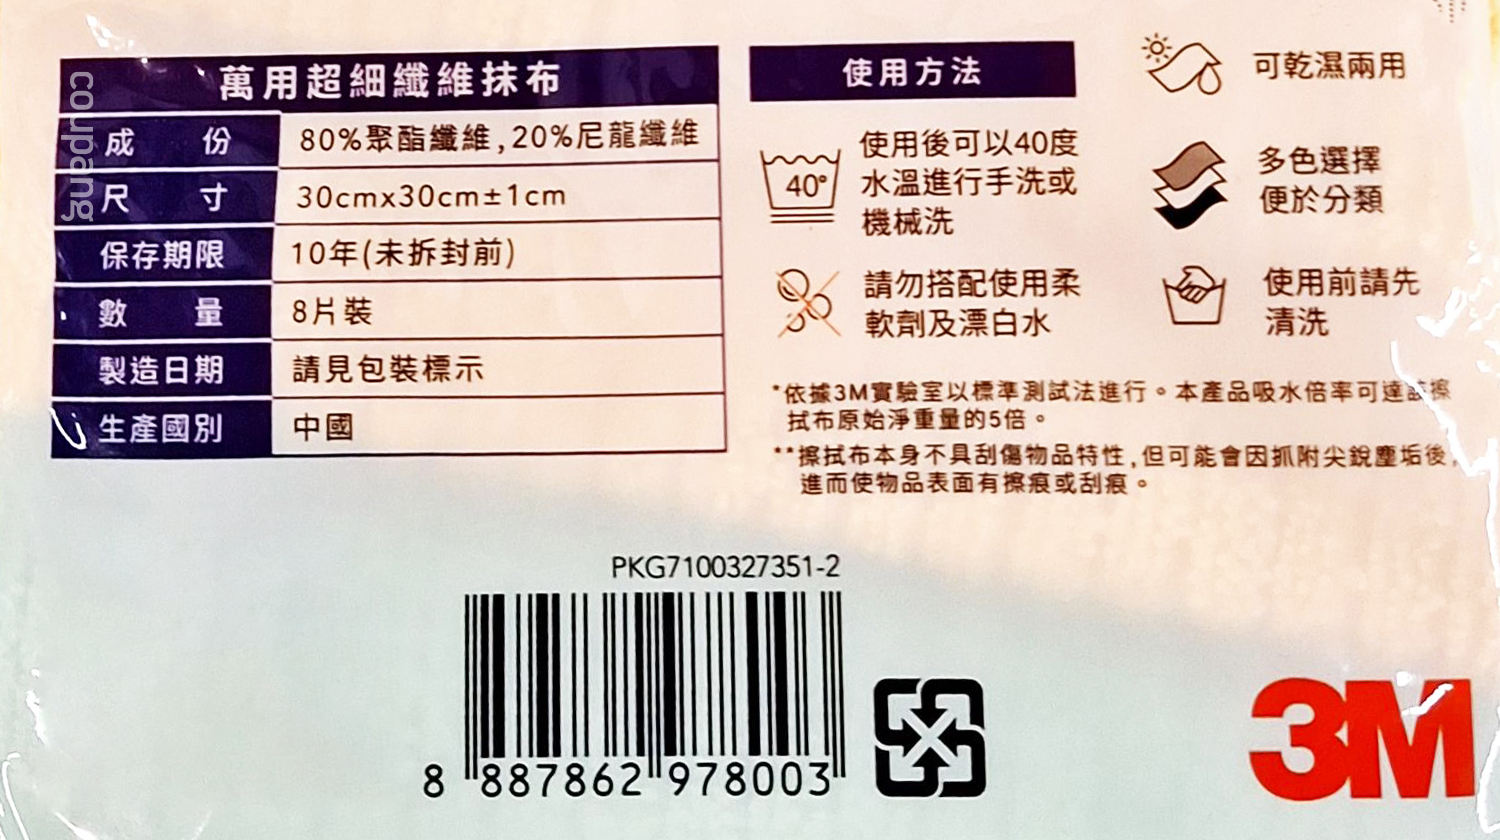 coupang
萬用超細纖維抹布
成份 80%聚酯纖維,20%尼龍纖維
尺寸 30cmx30cm±1cm
保存期限 10年(未拆封前)
數量 8片裝
製造日期 請見包裝標示
生產國別 中國
使用方法
40°
使用後可以40度
水溫進行手洗或
機械洗
請勿搭配使用柔
軟劑及漂白水
可乾濕兩用
多色選擇
便於分類
使用前請先
清洗
*依據3M實驗室以標準測試法進行。本產品吸水倍率可達該擦
拭布原始淨重量的5倍。
**擦拭布本身不具刮傷物品特性,但可能會因抓附尖銳塵垢後,
進而使物品表面有擦痕或刮痕。
PKG7100327351-2
8 887862 978003
3M